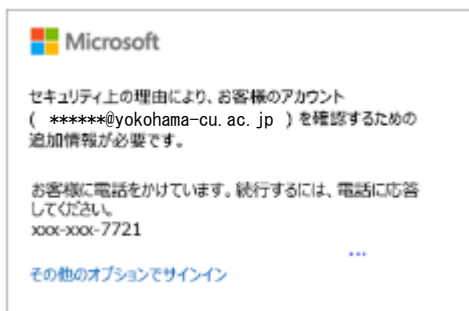 Microsoft
セキュリティ上の理由により、お客様のアカウント
( ******@yokohama-cu.ac.jp ) を確認するための
追加情報が必要です。
お客様に電話をかけています。続行するには、電話に応答
してください。
xxx-xxx-7721
その他のオプションでサインイン